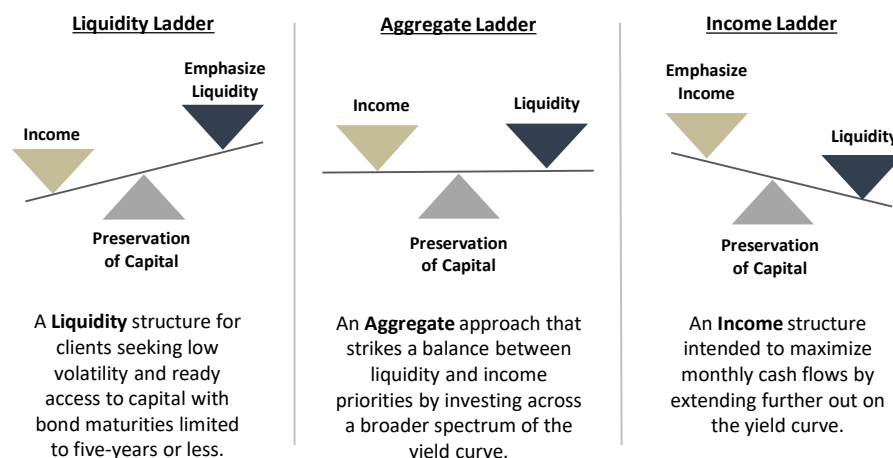 Liquidity Ladder
Emphasize
Liquidity
Income
Preservation
of Capital
A Liquidity structure for
clients seeking low
volatility and ready
access to capital with
bond maturities limited
to five-years or less.
Aggregate Ladder
Income
Liquidity
Preservation
of Capital
An Aggregate approach that
strikes a balance between
liquidity and income
priorities by investing across
a broader spectrum of the
yield curve.
Income Ladder
Emphasize
Income
Liquidity
Preservation
of Capital
An Income structure
intended to maximize
monthly cash flows by
extending further out on
the yield curve.